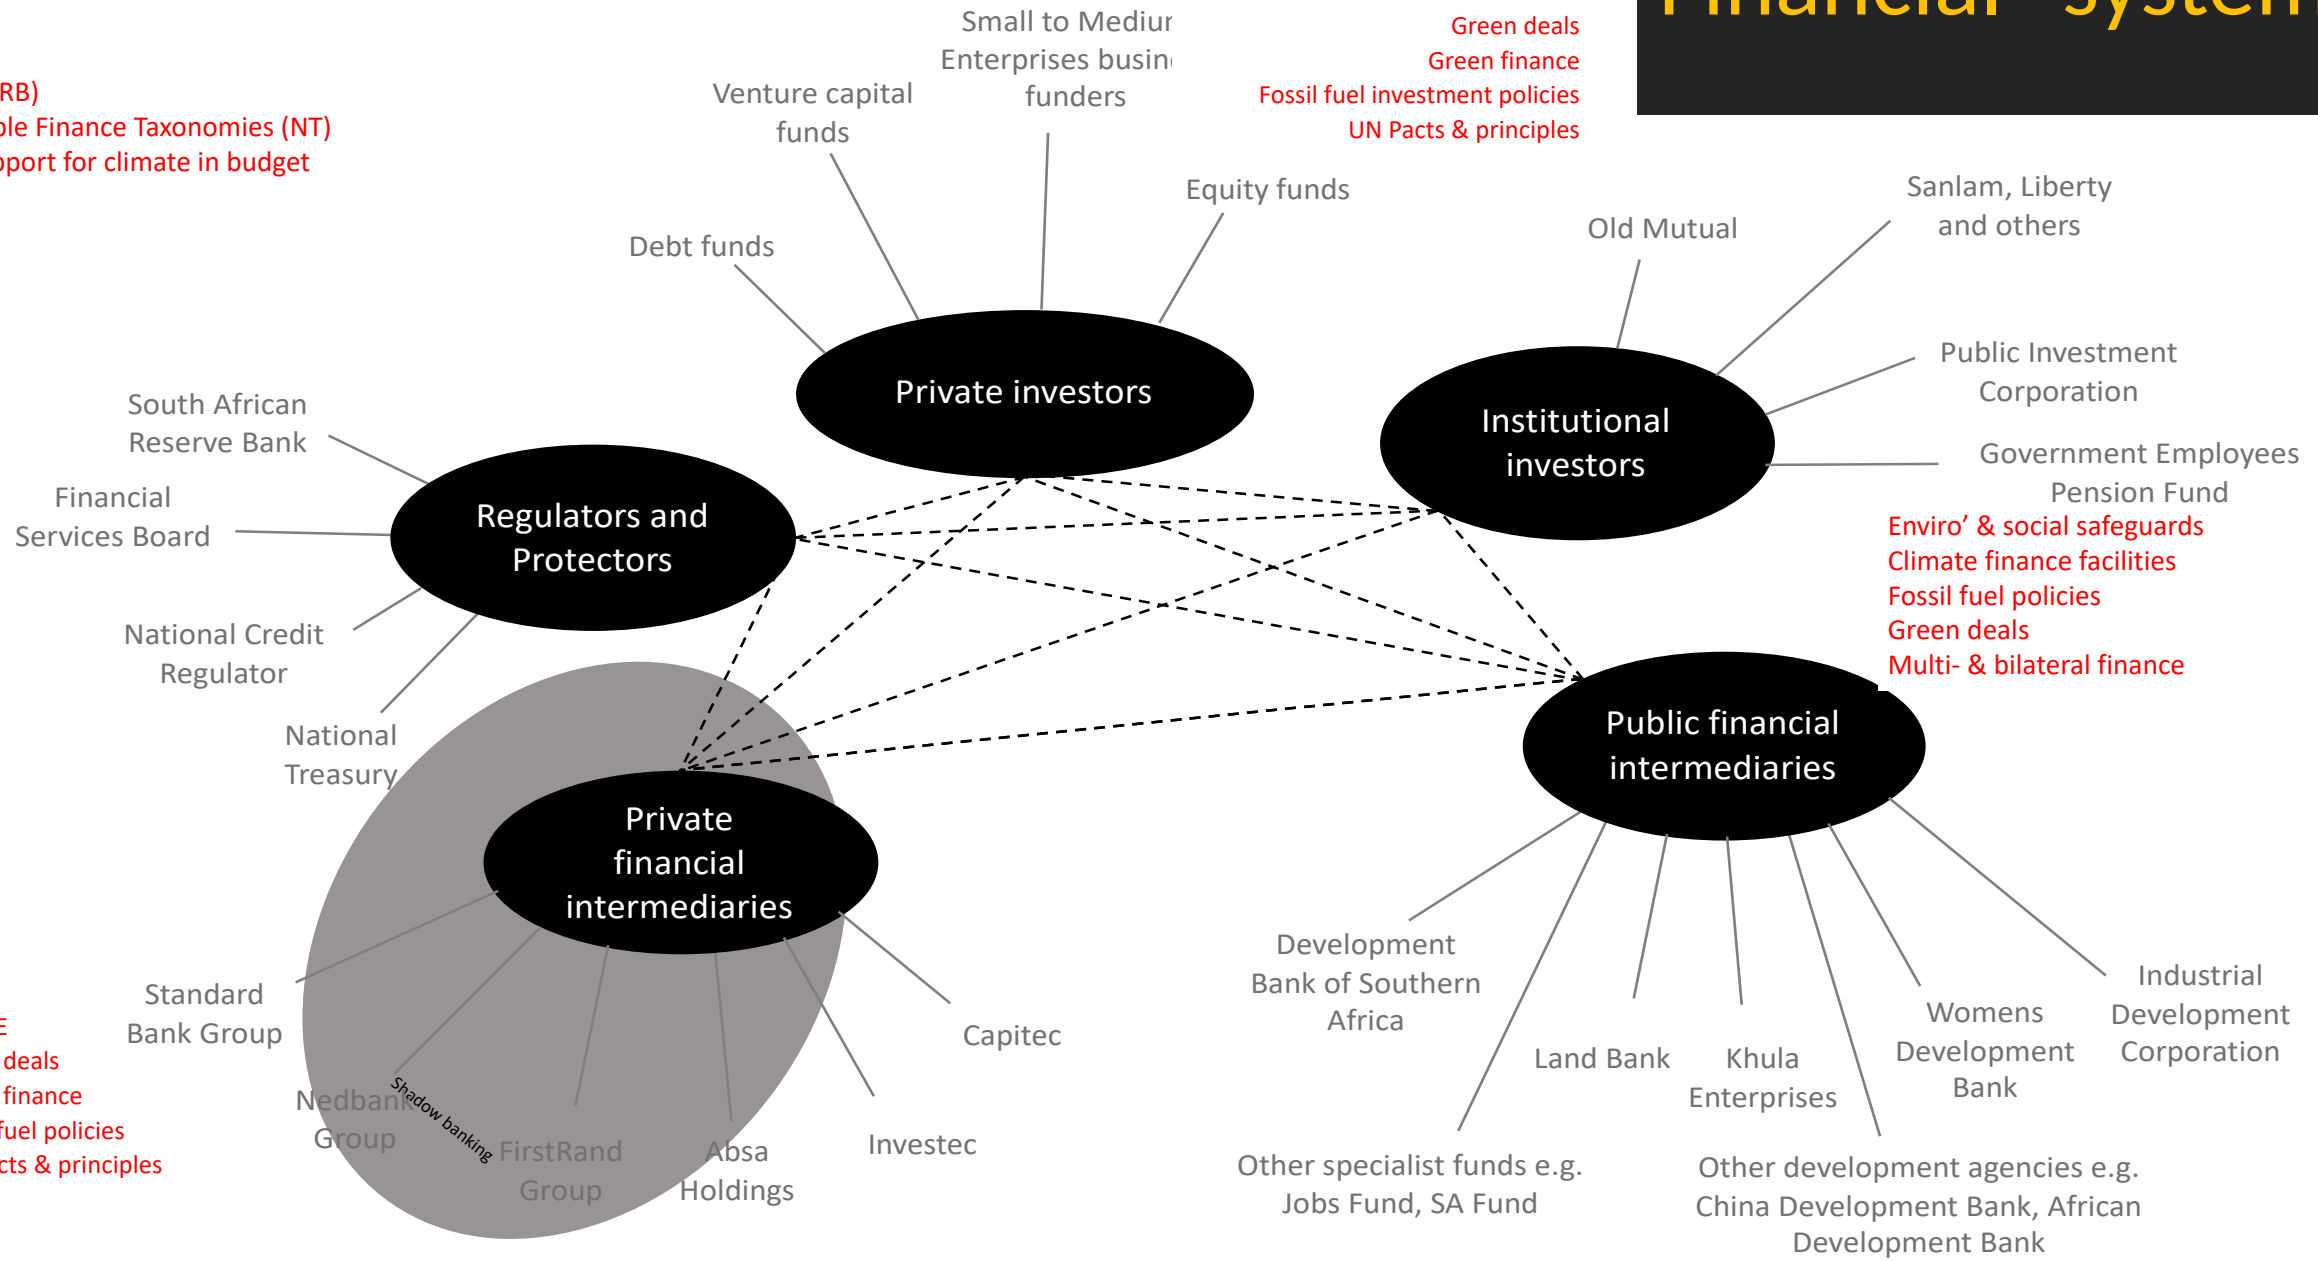 Financial system
RB)
ble Finance Taxonomies (NT)
pport for climate in budget
Small to Medium
Enterprises busin
funders
Venture capital
funds
Debt funds
Equity funds
Green deals
Green finance
Fossil fuel investment policies
UN Pacts & principles
Old Mutual
Sanlam, Liberty
and others
Public Investment
Corporation
Government Employees
Pension Fund
Private investors
Institutional
investors
South African
Reserve Bank
Financial
Services Board
National Credit
Regulator
National
Treasury
Regulators and
Protectors
Enviro’ & social safeguards
Climate finance facilities
Fossil fuel policies
Green deals
Multi- & bilateral finance
Public financial
intermediaries
Private
financial
intermediaries
Standard
Bank Group
Nedbank
Group
Shadow banking
FirstRand
Group
Absa
Holdings
Investec
Capitec
E
deals
finance
fuel policies
cts & principles
Development
Bank of Southern
Africa
Other specialist funds e.g.
Jobs Fund, SA Fund
Land Bank
Khula
Enterprises
Other development agencies e.g.
China Development Bank, African
Development Bank
Womens
Development
Bank
Industrial
Development
Corporation